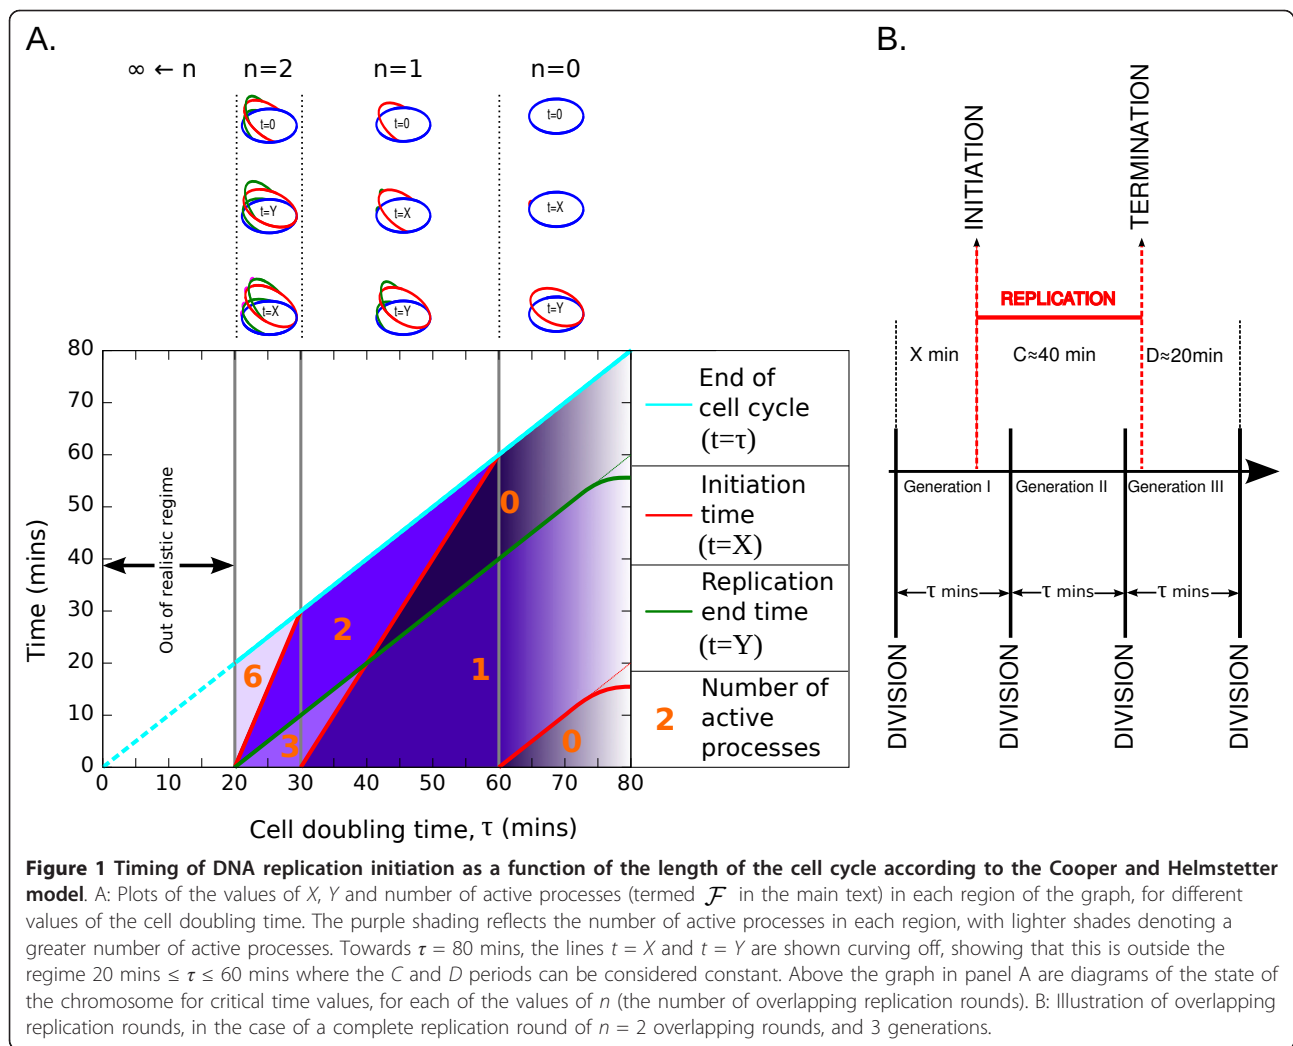 A.
∞ ← n
n=2
n=1
n=0
t=0
t=0
t=0
t=Y
t=X
t=X
t=X
t=Y
t=Y
80
70
60
50
40
30
20
10
0
Time (mins)
Out of realistic regime
6
2
3
0
1
0
0
10
20
30
40
50
60
70
80
Cell doubling time, τ (mins)
End of
cell cycle
(t=τ)
Initiation
time
(t=X)
Replication
end time
(t=Y)
2
Number of
active
processes
B.
INITIATION
TERMINATION
REPLICATION
X min
C≈40 min
D≈20min
Generation I
Generation II
Generation III
τ mins
τ mins
τ mins
DIVISION
DIVISION
DIVISION
DIVISION
Figure 1 Timing of DNA replication initiation as a function of the length of the cell cycle according to the Cooper and Helmstetter
model. A: Plots of the values of X, Y and number of active processes (termed ℱ in the main text) in each region of the graph, for different
values of the cell doubling time. The purple shading reflects the number of active processes in each region, with lighter shades denoting a
greater number of active processes. Towards τ = 80 mins, the lines t = X and t = Y are shown curving off, showing that this is outside the
regime 20 mins ≤ τ ≤ 60 mins where the C and D periods can be considered constant. Above the graph in panel A are diagrams of the state of
the chromosome for critical time values, for each of the values of n (the number of overlapping replication rounds). B: Illustration of overlapping
replication rounds, in the case of a complete replication round of n = 2 overlapping rounds, and 3 generations.